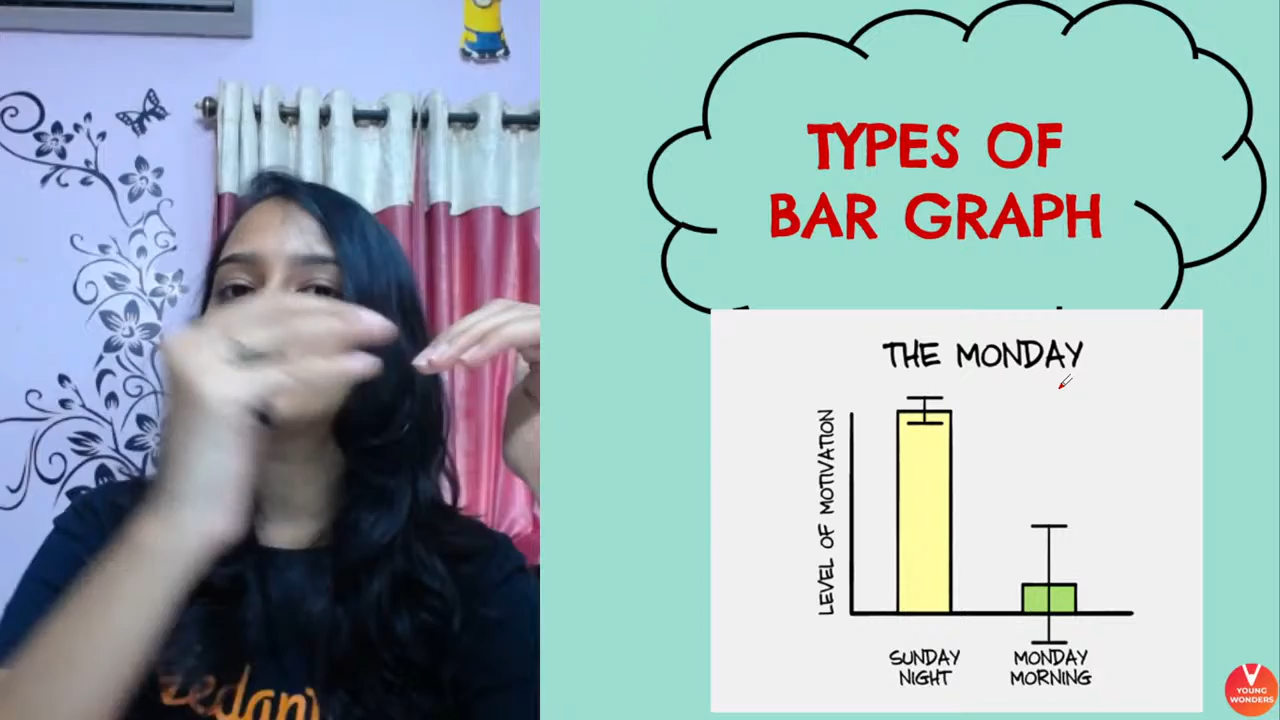 TYPES OF
BAR GRAPH
THE MONDAY
LEVEL OF MOTIVATION
SUNDAY
NIGHT
MONDAY
MORNING
YOUNG
WONDERS